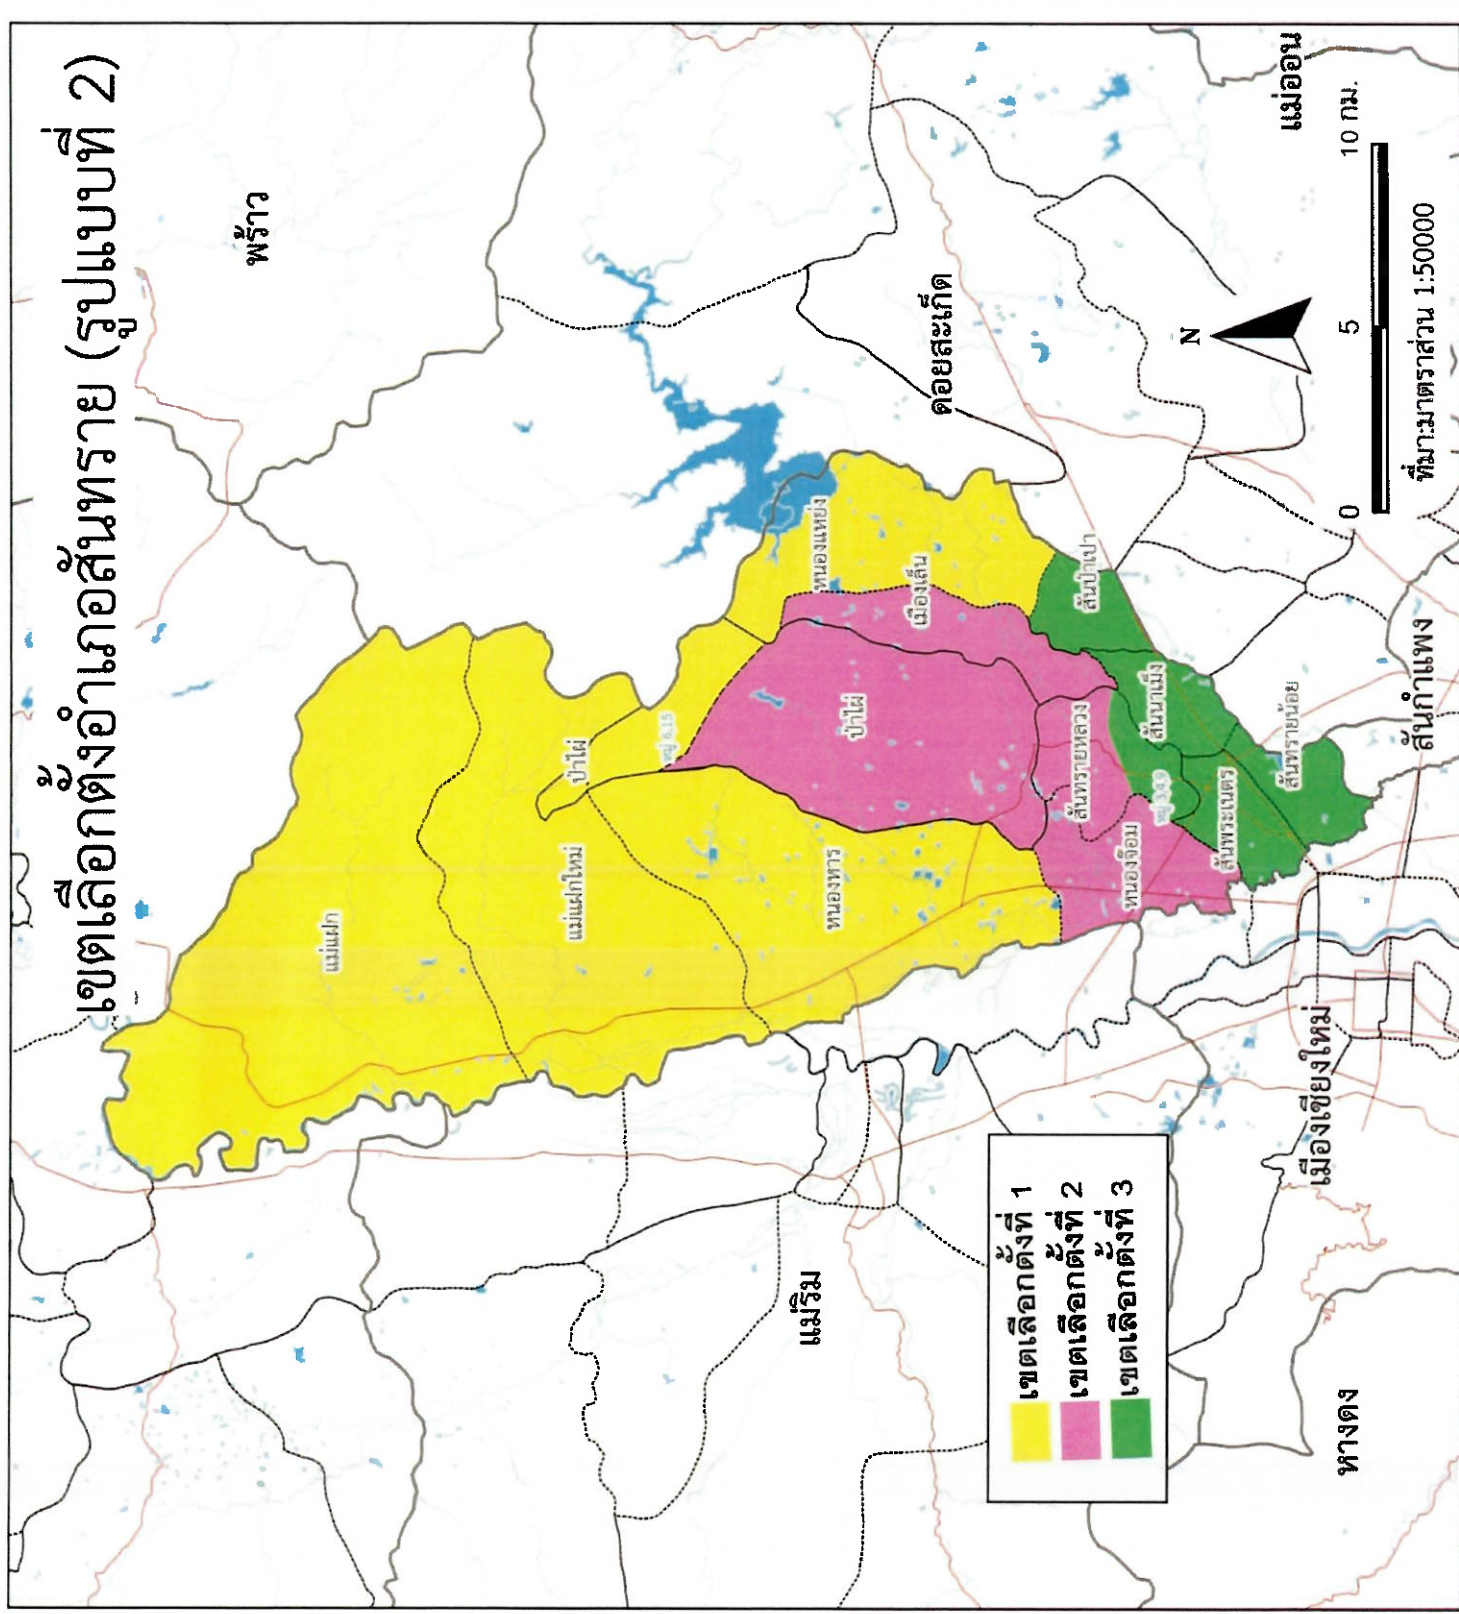 เขตเลือกตั้งอำเภอสันทราย (รูปแบบที่ 2)
พร้าว
แม่แฝก
แม่แฝกใหม่
ป่าไผ่
หมู่ 6,15
หนองหาร
ป่าไผ่
หนองแหย่ง
เมืองเล็น
สันทรายหลวง
หนองจ๊อม
สันป่าเปา
สันนาเม็ง
หมู่ 3,4,9
สันพระเนตร
สันทรายน้อย
ดอยสะเก็ด
แม่ออน
สันกำแพง
แม่ริม
เมืองเชียงใหม่
หางดง
เขตเลือกตั้งที่ 1
เขตเลือกตั้งที่ 2
เขตเลือกตั้งที่ 3
N
0 5 10 กม.
ที่มา:มาตราส่วน 1:50000